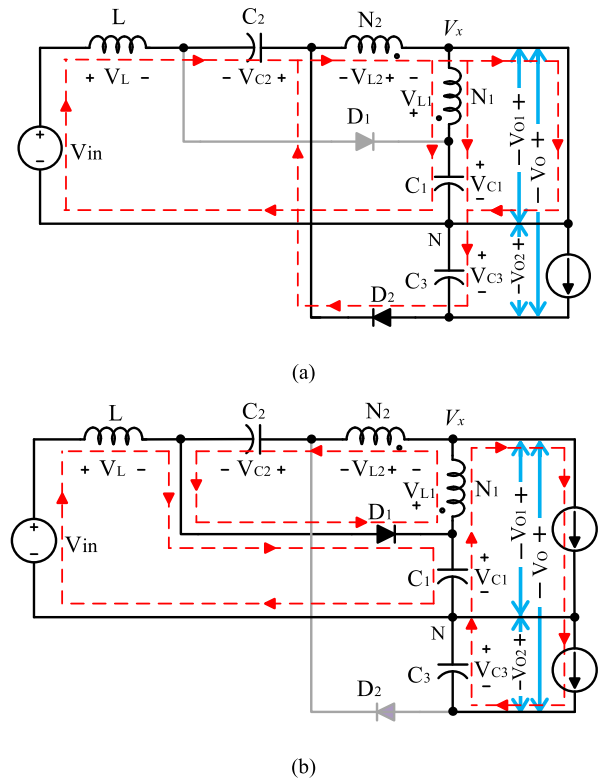 L C2 N2 Vx
+ VL − − VC2 + − VL2 + −
VL1 N1
+
D1
+
− Vin
C1 + VC1 −
− VO1 +
− VO +
N
− VO2 +
C3 + VC3 −
D2
(a)
L C2 N2 Vx
+ VL − − VC2 + − VL2 + −
VL1 N1
+
D1
+
− Vin
C1 + VC1 −
− VO1 +
− VO +
N
− VO2 +
C3 + VC3 −
D2
(b)